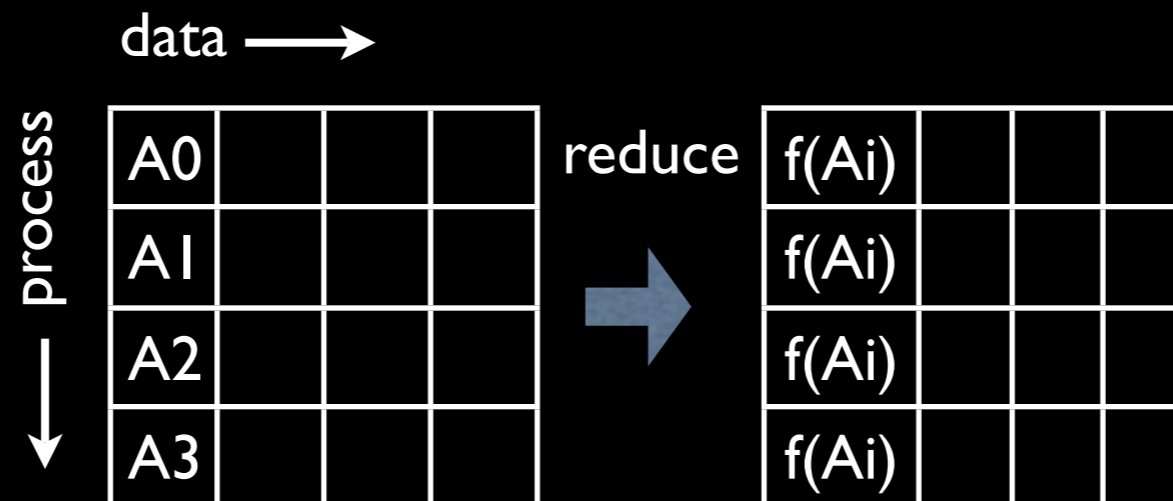 data
process
A0
reduce
f(Ai)
A1
f(Ai)
A2
f(Ai)
A3
f(Ai)